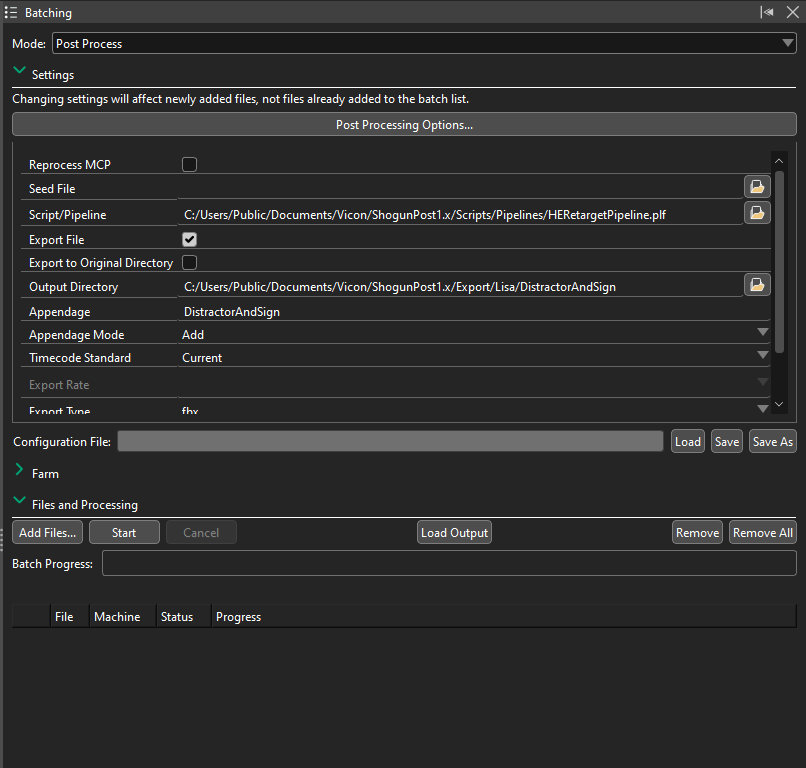 Batching
Mode: Post Process
Settings
Changing settings will affect newly added files, not files already added to the batch list.
Post Processing Options...
Reprocess MCP
Seed File
Script/Pipeline C:/Users/Public/Documents/Vicon/ShogunPost1.x/Scripts/Pipelines/HERetargetPipeline.plf
Export File
Export to Original Directory
Output Directory C:/Users/Public/Documents/Vicon/ShogunPost1.x/Export/Lisa/DistractorAndSign
Appendage DistractorAndSign
Appendage Mode Add
Timecode Standard Current
Export Rate
Export Type fbx
Configuration File: Load Save Save As
Farm
Files and Processing
Add Files... Start Cancel Load Output Remove Remove All
Batch Progress:
File Machine Status Progress